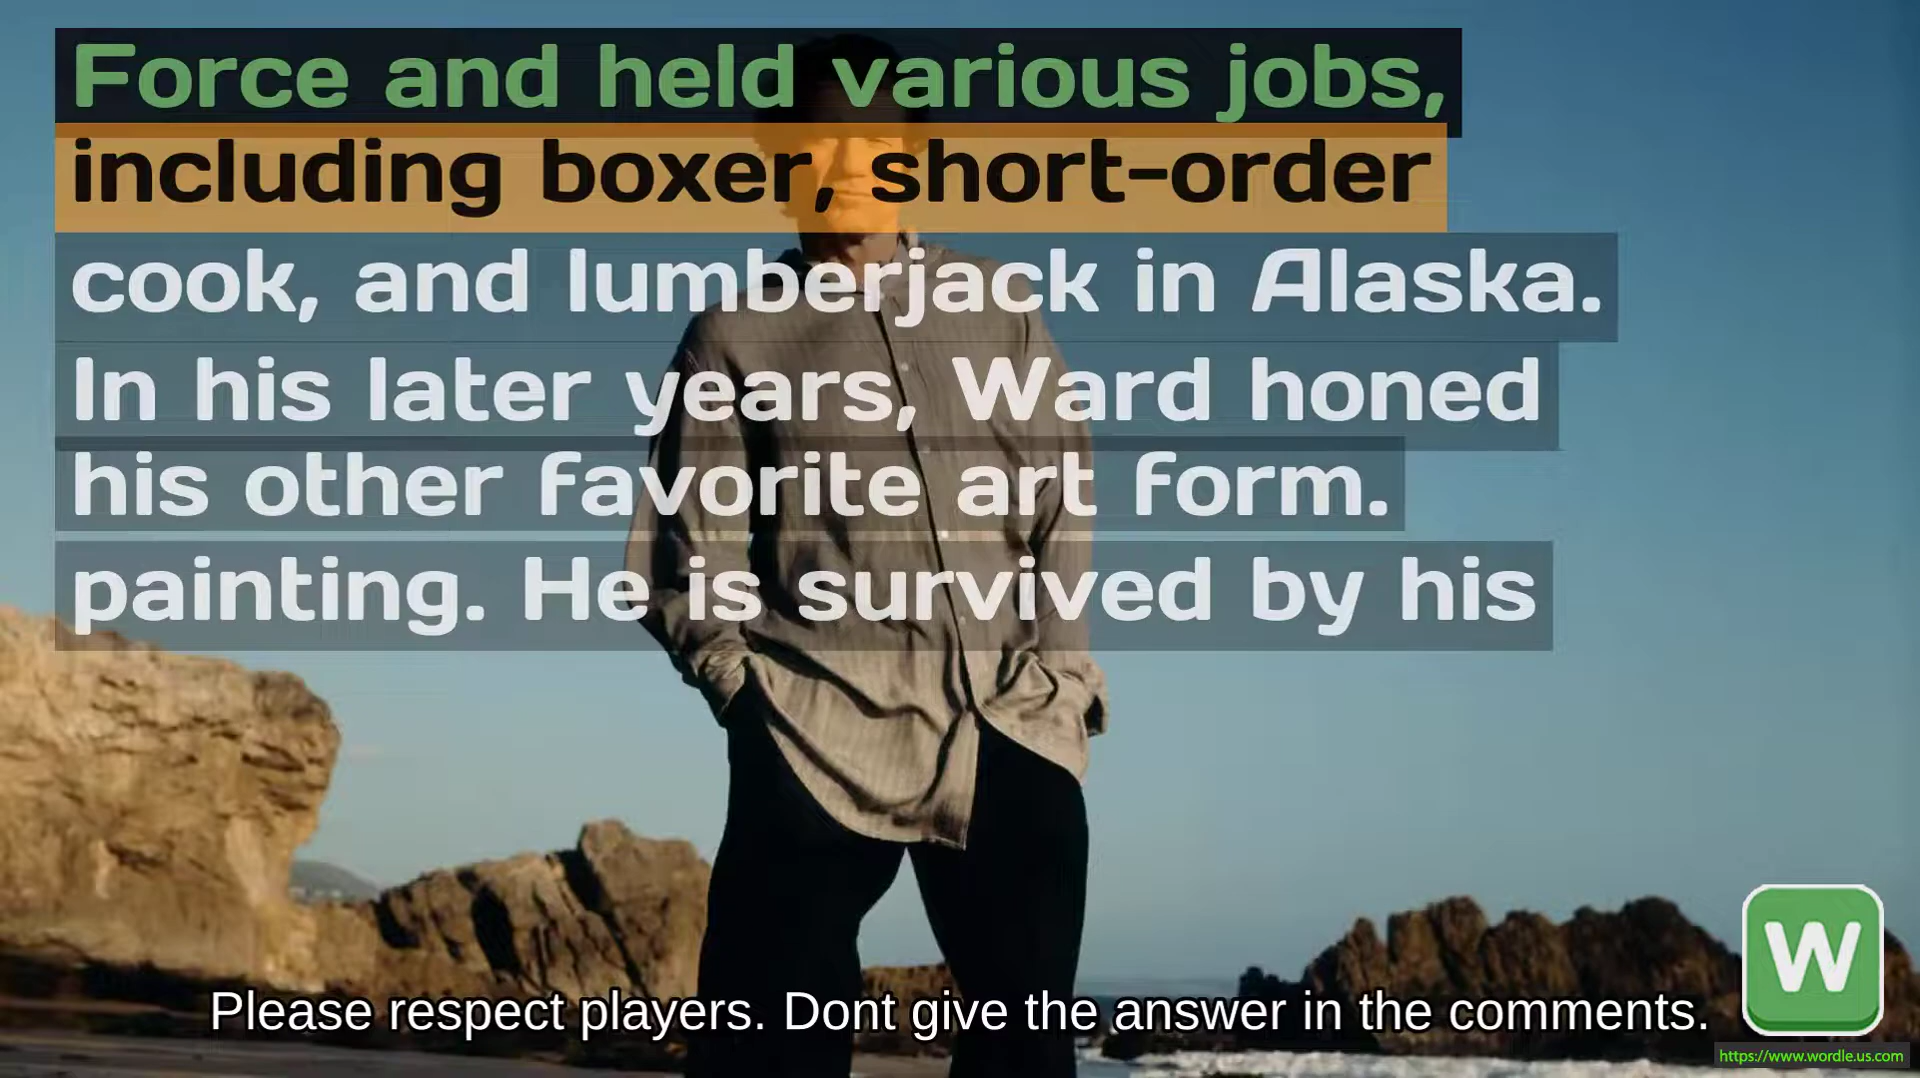 Force and held various jobs,
including boxer, short-order
cook, and lumberjack in Alaska.
In his later years, Ward honed
his other favorite art form.
painting. He is survived by his
W
Please respect players. Dont give the answer in the comments.
https://www.wordle.us.com